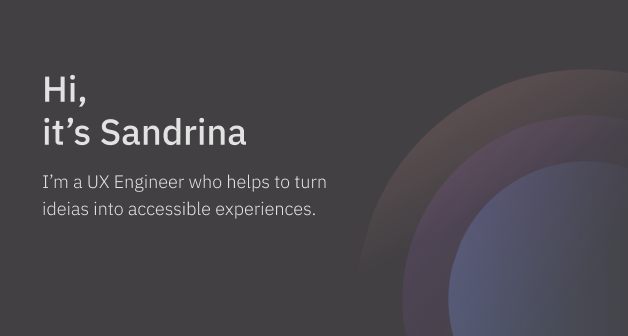 Hi,
it’s Sandrina
I’m a UX Engineer who helps to turn
ideias into accessible experiences.